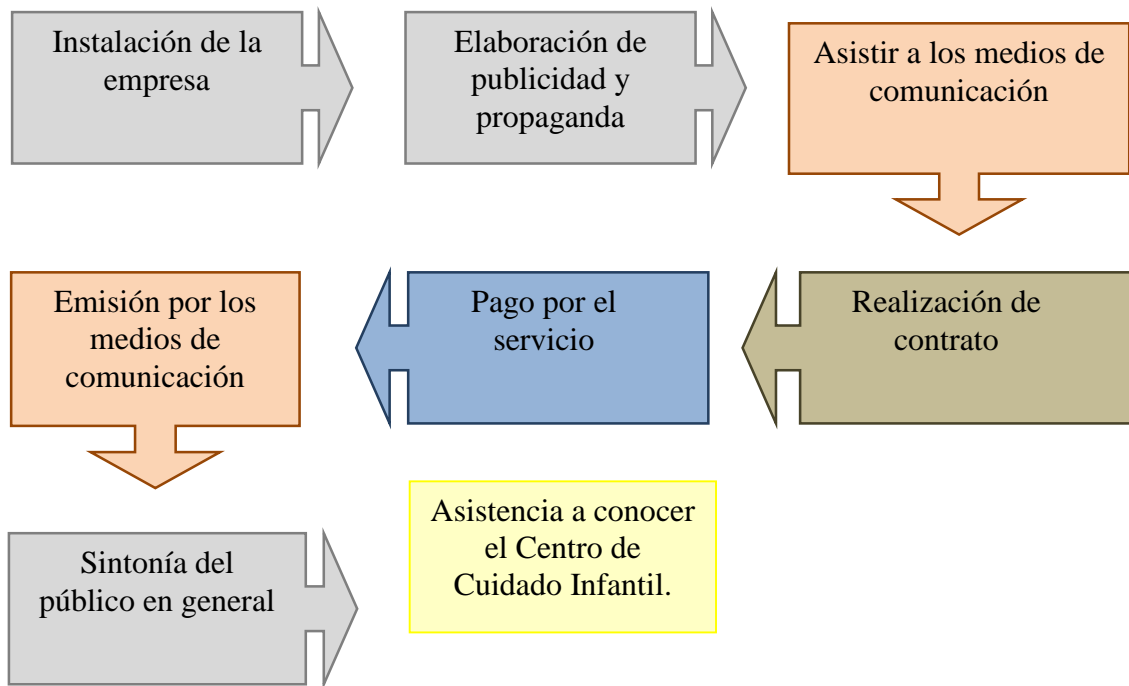 Instalación de la
empresa
Elaboración de
publicidad y
propaganda
Asistir a los medios de
comunicación
Realización de
contrato
Pago por el
servicio
Emisión por los
medios de
comunicación
Sintonía del
público en general
Asistencia a conocer
el Centro de
Cuidado Infantil.